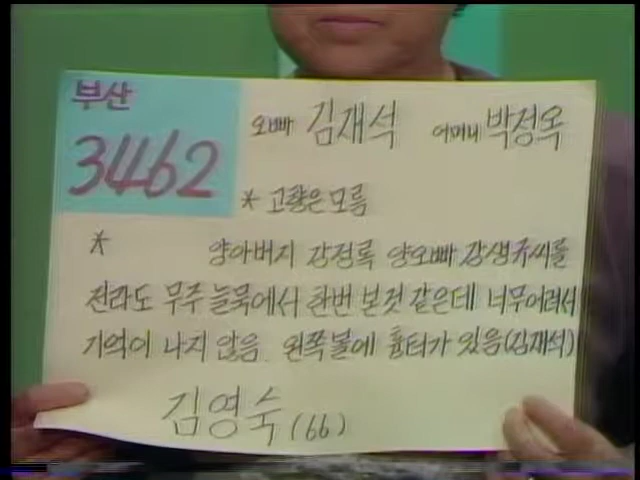 부산
3462
오빠 김재석 어머니 박정옥
* 고향은 모름
* 양아버지 강정록 양오빠 강생규씨를
전라도 무주 늘묵에서 한번 본것 같은데 너무어려서
기억이 나지 않음. 왼쪽볼에 흉터가 있음(김재석)
김영숙 (66)